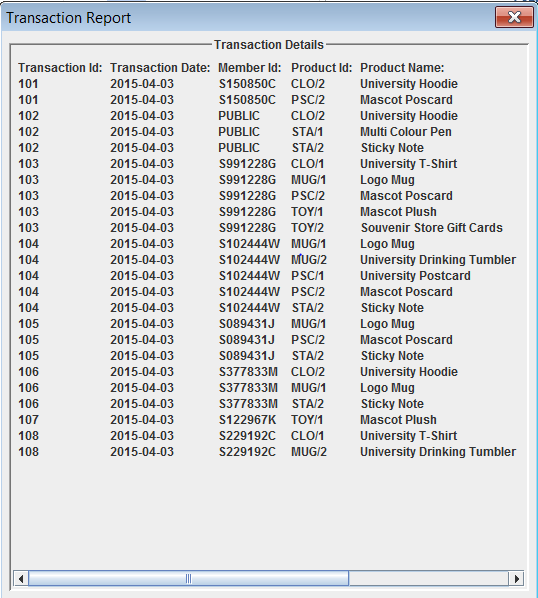 Transaction Report
Transaction Details
Transaction Id: Transaction Date: Member Id: Product Id: Product Name:
101 2015-04-03 S150850C CLO/2 University Hoodie
101 2015-04-03 S150850C PSC/2 Mascot Poscard
102 2015-04-03 PUBLIC CLO/2 University Hoodie
102 2015-04-03 PUBLIC STA/1 Multi Colour Pen
102 2015-04-03 PUBLIC STA/2 Sticky Note
103 2015-04-03 S991228G CLO/1 University T-Shirt
103 2015-04-03 S991228G MUG/1 Logo Mug
103 2015-04-03 S991228G PSC/2 Mascot Poscard
103 2015-04-03 S991228G TOY/1 Mascot Plush
103 2015-04-03 S991228G TOY/2 Souvenir Store Gift Cards
104 2015-04-03 S102444W MUG/1 Logo Mug
104 2015-04-03 S102444W MUG/2 University Drinking Tumbler
104 2015-04-03 S102444W PSC/1 University Postcard
104 2015-04-03 S102444W PSC/2 Mascot Poscard
104 2015-04-03 S102444W STA/2 Sticky Note
105 2015-04-03 S089431J MUG/1 Logo Mug
105 2015-04-03 S089431J PSC/2 Mascot Poscard
105 2015-04-03 S089431J STA/2 Sticky Note
106 2015-04-03 S377833M CLO/2 University Hoodie
106 2015-04-03 S377833M MUG/1 Logo Mug
106 2015-04-03 S377833M STA/2 Sticky Note
107 2015-04-03 S122967K TOY/1 Mascot Plush
108 2015-04-03 S229192C CLO/1 University T-Shirt
108 2015-04-03 S229192C MUG/2 University Drinking Tumbler